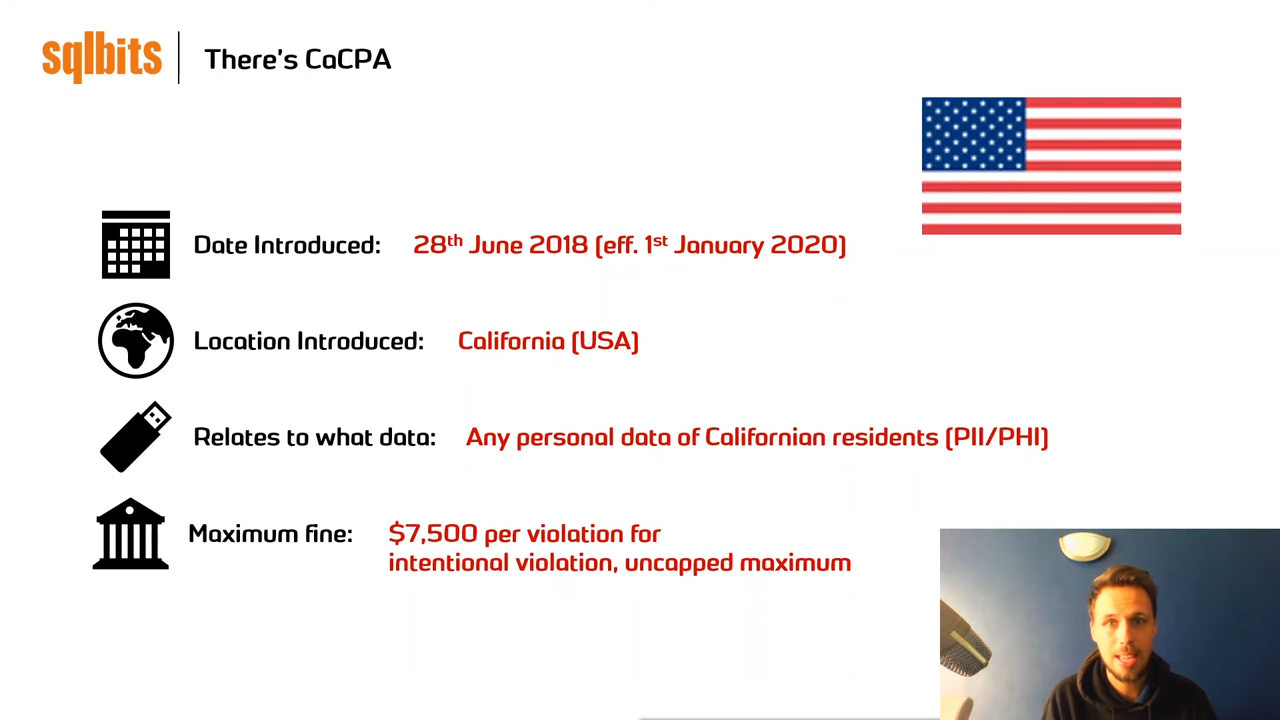 sqlbits
There's CaCPA
Date Introduced: 28th June 2018 (eff. 1st January 2020)
Location Introduced: California (USA)
Relates to what data: Any personal data of Californian residents (PII/PHI)
Maximum fine: $7,500 per violation for
intentional violation, uncapped maximum